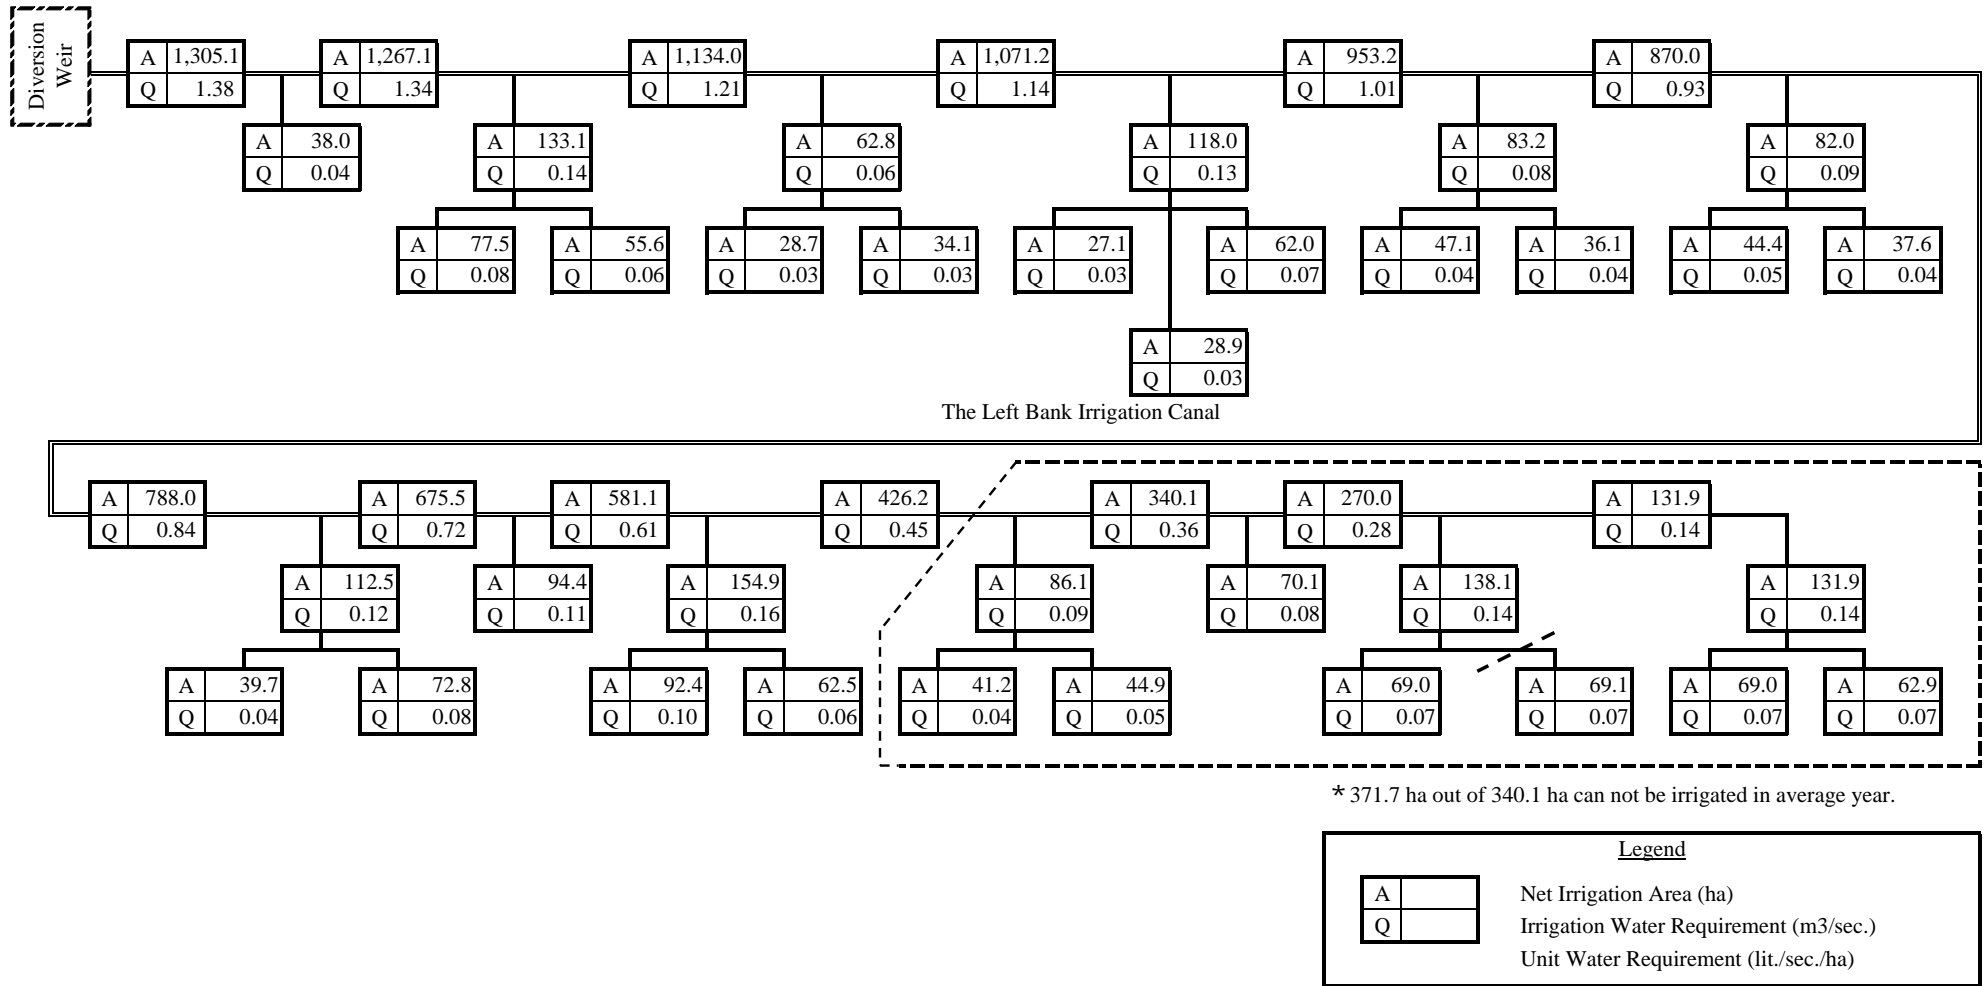 Diversion
Weir
A 1,305.1 A 1,267.1 A 1,134.0 A 1,071.2 A 953.2 A 870.0
Q 1.38 Q 1.34 Q 1.21 Q 1.14 Q 1.01 Q 0.93
A 38.0 A 133.1 A 62.8 A 118.0 A 83.2 A 82.0
Q 0.04 Q 0.14 Q 0.06 Q 0.13 Q 0.08 Q 0.09
A 77.5 A 55.6 A 28.7 A 34.1 A 27.1 A 62.0 A 47.1 A 36.1 A 44.4 A 37.6
Q 0.08 Q 0.06 Q 0.03 Q 0.03 Q 0.03 Q 0.07 Q 0.04 Q 0.04 Q 0.05 Q 0.04
A 28.9
Q 0.03
The Left Bank Irrigation Canal
A 788.0 A 675.5 A 581.1 A 426.2 A 340.1 A 270.0 A 131.9
Q 0.84 Q 0.72 Q 0.61 Q 0.45 Q 0.36 Q 0.28 Q 0.14
A 112.5 A 94.4 A 154.9 A 86.1 A 70.1 A 138.1 A 131.9
Q 0.12 Q 0.11 Q 0.16 Q 0.09 Q 0.08 Q 0.14 Q 0.14
A 39.7 A 72.8 A 92.4 A 62.5 A 41.2 A 44.9 A 69.0 A 69.1 A 69.0 A 62.9
Q 0.04 Q 0.08 Q 0.10 Q 0.06 Q 0.04 Q 0.05 Q 0.07 Q 0.07 Q 0.07 Q 0.07
* 371.7 ha out of 340.1 ha can not be irrigated in average year.
Legend
A Net Irrigation Area (ha)
Q Irrigation Water Requirement (m3/sec.)
Unit Water Requirement (lit./sec./ha)